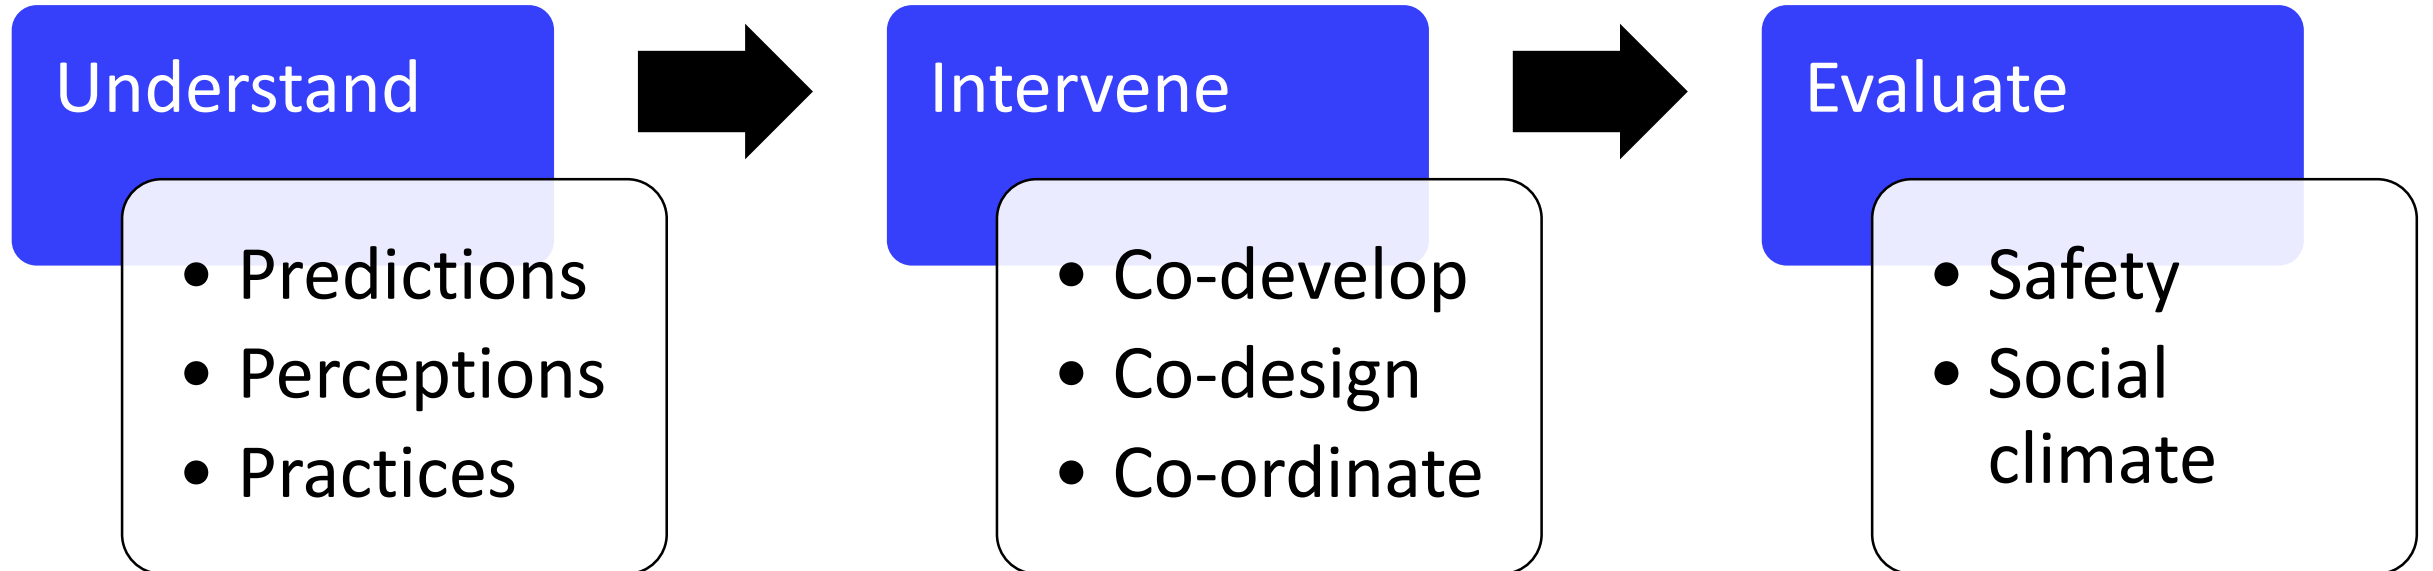 Understand
• Predictions
• Perceptions
• Practices
Intervene
• Co-develop
• Co-design
• Co-ordinate
Evaluate
• Safety
• Social
climate